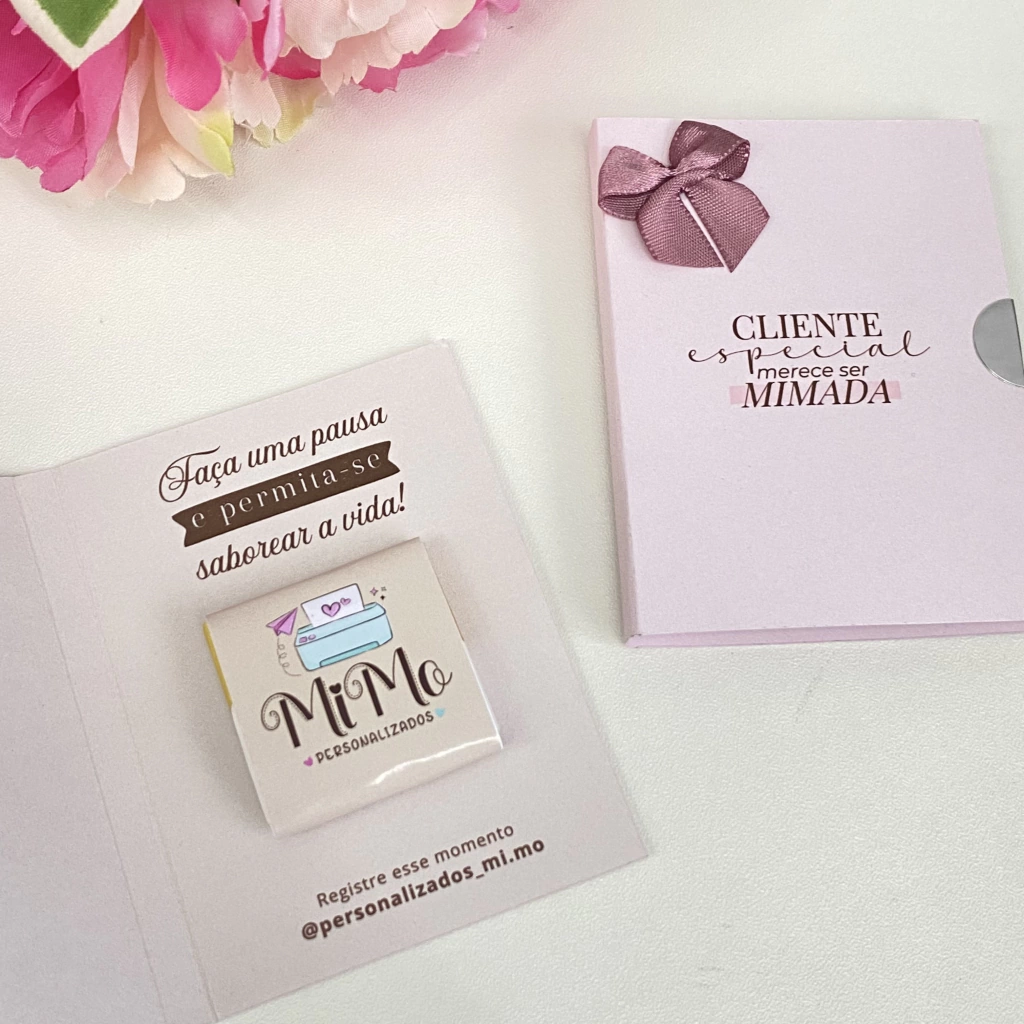 Faça uma pausa
e permita-se
saborear a vida!
MiMo
PERSONALIZADOS
Registre esse momento
@personalizados_mi.mo
CLIENTE
especial
merece ser
MIMADA